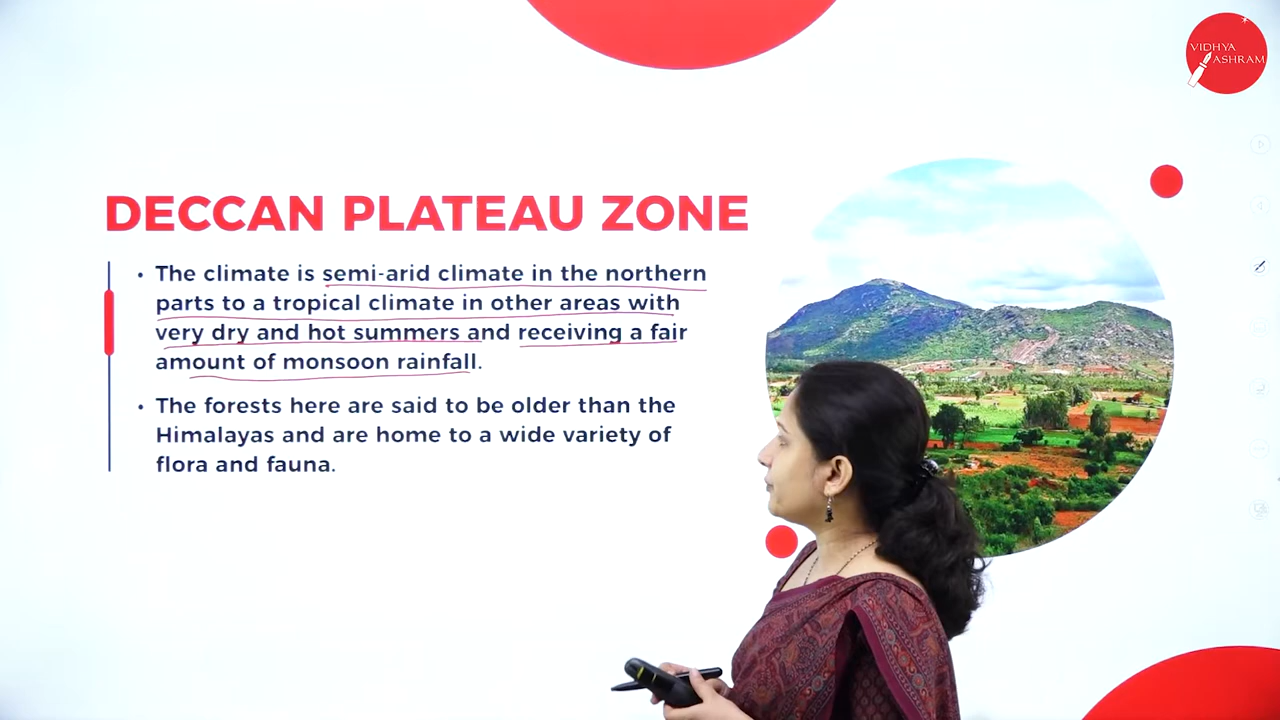 VIDHYA
ASHRAM
DECCAN PLATEAU ZONE
• The climate is semi-arid climate in the northern
parts to a tropical climate in other areas with
very dry and hot summers and receiving a fair
amount of monsoon rainfall.
• The forests here are said to be older than the
Himalayas and are home to a wide variety of
flora and fauna.